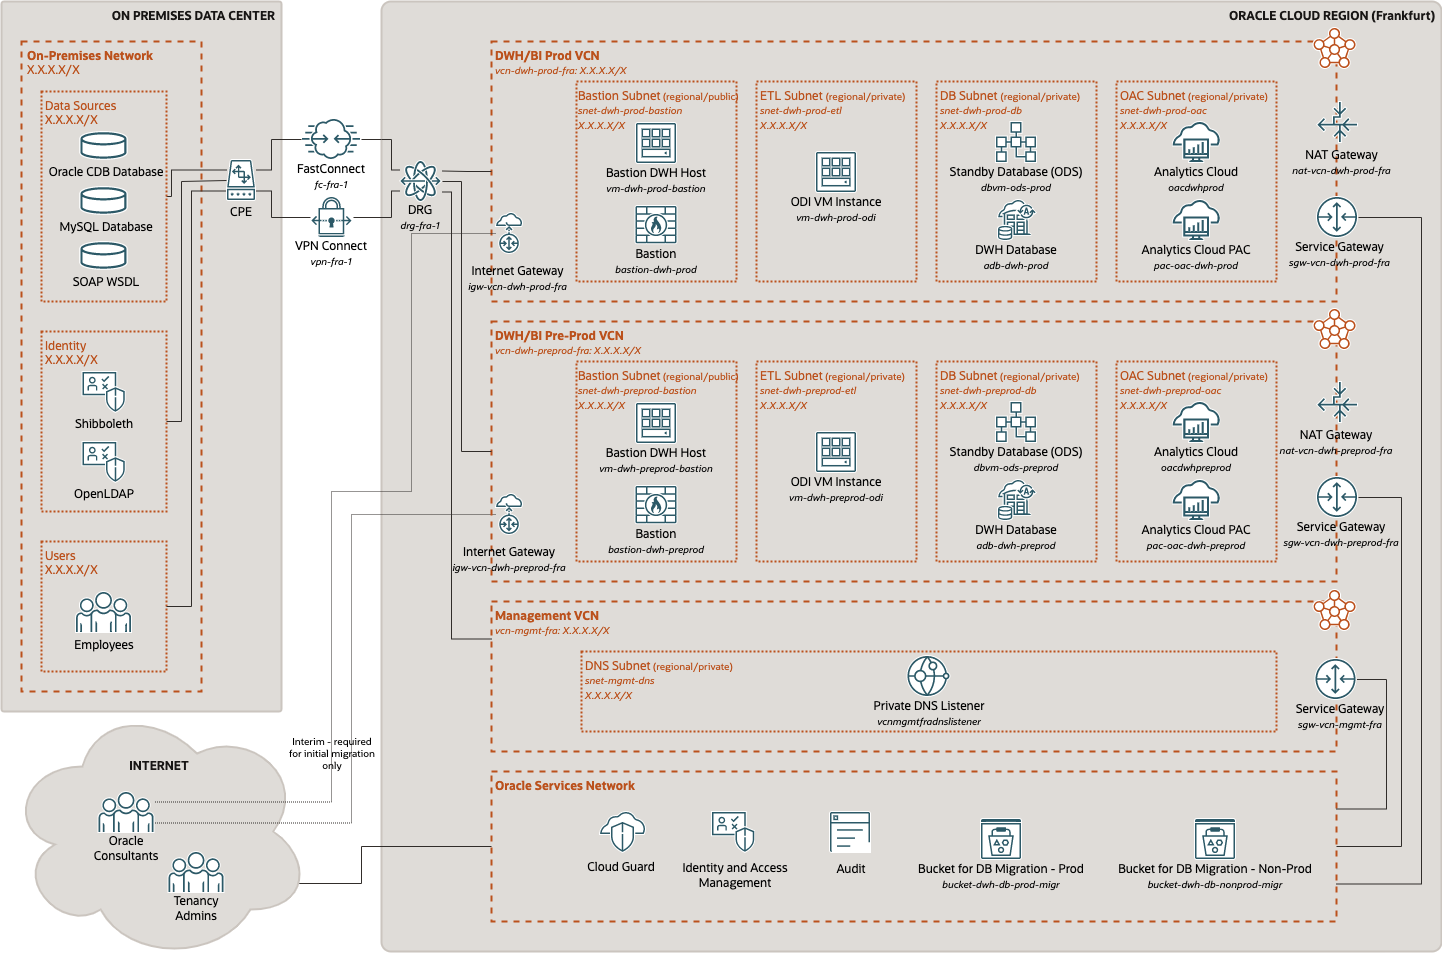 ON PREMISES DATA CENTER
On-Premises Network
X.X.X.X/X
Data Sources
X.X.X.X/X
Oracle CDB Database
MySQL Database
SOAP WSDL
Identity
X.X.X.X/X
Shibboleth
OpenLDAP
Users
X.X.X.X/X
Employees
CPE
FastConnect
fc-fra-1
VPN Connect
vpn-fra-1
DRG
drg-fra-1
INTERNET
Oracle
Consultants
Tenancy
Admins
Interim - required
for initial migration
only
ORACLE CLOUD REGION (Frankfurt)
DWH/BI Prod VCN
vcn-dwh-prod-fra: X.X.X.X/X
Internet Gateway
igw-vcn-dwh-prod-fra
Bastion Subnet (regional/public)
snet-dwh-prod-bastion
X.X.X.X/X
Bastion DWH Host
vm-dwh-prod-bastion
Bastion
bastion-dwh-prod
ETL Subnet (regional/private)
snet-dwh-prod-etl
X.X.X.X/X
ODI VM Instance
vm-dwh-prod-odi
DB Subnet (regional/private)
snet-dwh-prod-db
X.X.X.X/X
Standby Database (ODS)
dbvm-ods-prod
DWH Database
adb-dwh-prod
OAC Subnet (regional/private)
snet-dwh-prod-oac
X.X.X.X/X
Analytics Cloud
oacdwhprod
Analytics Cloud PAC
pac-oac-dwh-prod
NAT Gateway
nat-vcn-dwh-prod-fra
Service Gateway
sgw-vcn-dwh-prod-fra
DWH/BI Pre-Prod VCN
vcn-dwh-preprod-fra: X.X.X.X/X
Internet Gateway
igw-vcn-dwh-preprod-fra
Bastion Subnet (regional/public)
snet-dwh-preprod-bastion
X.X.X.X/X
Bastion DWH Host
vm-dwh-preprod-bastion
Bastion
bastion-dwh-preprod
ETL Subnet (regional/private)
snet-dwh-preprod-etl
X.X.X.X/X
ODI VM Instance
vm-dwh-preprod-odi
DB Subnet (regional/private)
snet-dwh-preprod-db
X.X.X.X/X
Standby Database (ODS)
dbvm-ods-preprod
DWH Database
adb-dwh-preprod
OAC Subnet (regional/private)
snet-dwh-preprod-oac
X.X.X.X/X
Analytics Cloud
oacdwhpreprod
Analytics Cloud PAC
pac-oac-dwh-preprod
NAT Gateway
nat-vcn-dwh-preprod-fra
Service Gateway
sgw-vcn-dwh-preprod-fra
Management VCN
vcn-mgmt-fra: X.X.X.X/X
DNS Subnet (regional/private)
snet-mgmt-dns
X.X.X.X/X
Private DNS Listener
vcnmgmtfradnslistener
Service Gateway
sgw-vcn-mgmt-fra
Oracle Services Network
Cloud Guard
Identity and Access
Management
Audit
Bucket for DB Migration - Prod
bucket-dwh-db-prod-migr
Bucket for DB Migration - Non-Prod
bucket-dwh-db-nonprod-migr